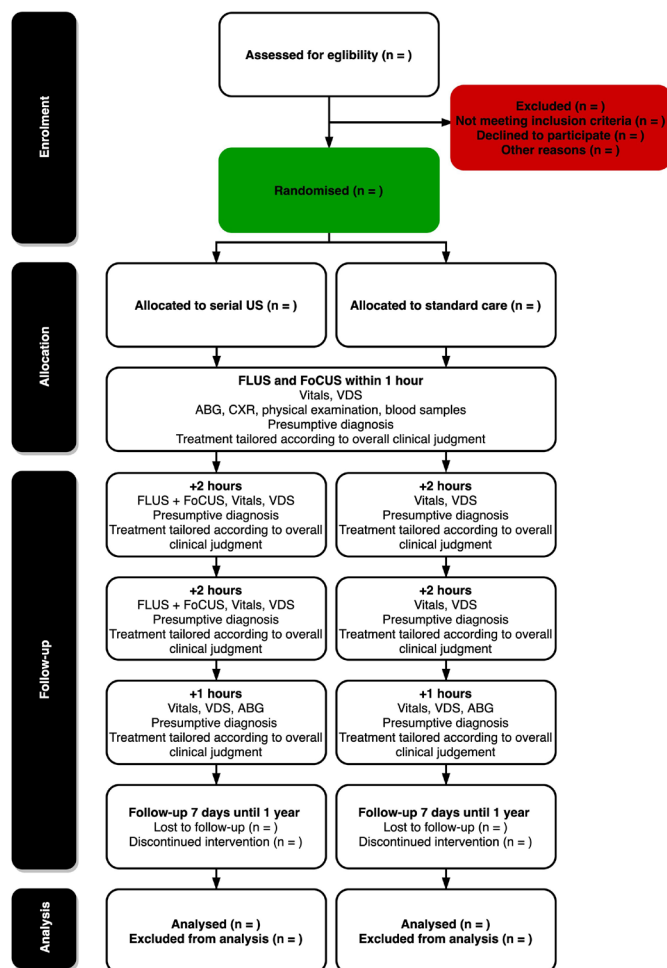 Enrolment
Assessed for eglibility (n = )
Excluded (n = )
Not meeting inclusion criteria (n = )
Declined to participate (n = )
Other reasons (n = )
Randomised (n = )
Allocation
Allocated to serial US (n = )
Allocated to standard care (n = )
FLUS and FoCUS within 1 hour
Vitals, VDS
ABG, CXR, physical examination, blood samples
Presumptive diagnosis
Treatment tailored according to overall clinical judgment
Follow-up
+2 hours
FLUS + FoCUS, Vitals, VDS
Presumptive diagnosis
Treatment tailored according to overall
clinical judgment
+2 hours
Vitals, VDS
Presumptive diagnosis
Treatment tailored according to overall
clinical judgment
+2 hours
FLUS + FoCUS, Vitals, VDS
Presumptive diagnosis
Treatment tailored according to overall
clinical judgment
+2 hours
Vitals, VDS
Presumptive diagnosis
Treatment tailored according to overall
clinical judgment
+1 hours
Vitals, VDS, ABG
Presumptive diagnosis
Treatment tailored according to overall
clinical judgment
+1 hours
Vitals, VDS, ABG
Presumptive diagnosis
Treatment tailored according to overall
clinical judgement
Follow-up 7 days until 1 year
Lost to follow-up (n = )
Discontinued intervention (n = )
Follow-up 7 days until 1 year
Lost to follow-up (n = )
Discontinued intervention (n = )
Analysis
Analysed (n = )
Excluded from analysis (n = )
Analysed (n = )
Excluded from analysis (n = )